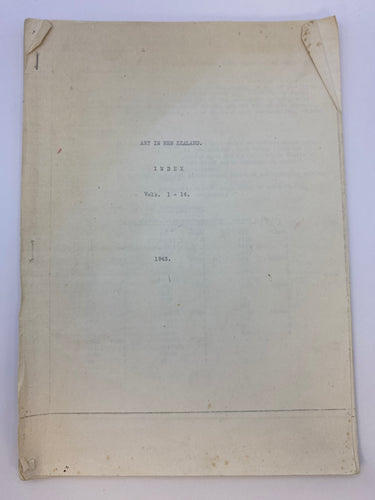 ART IN NEW ZEALAND.
I N D E X
Vols. 1 - 14.
1943.